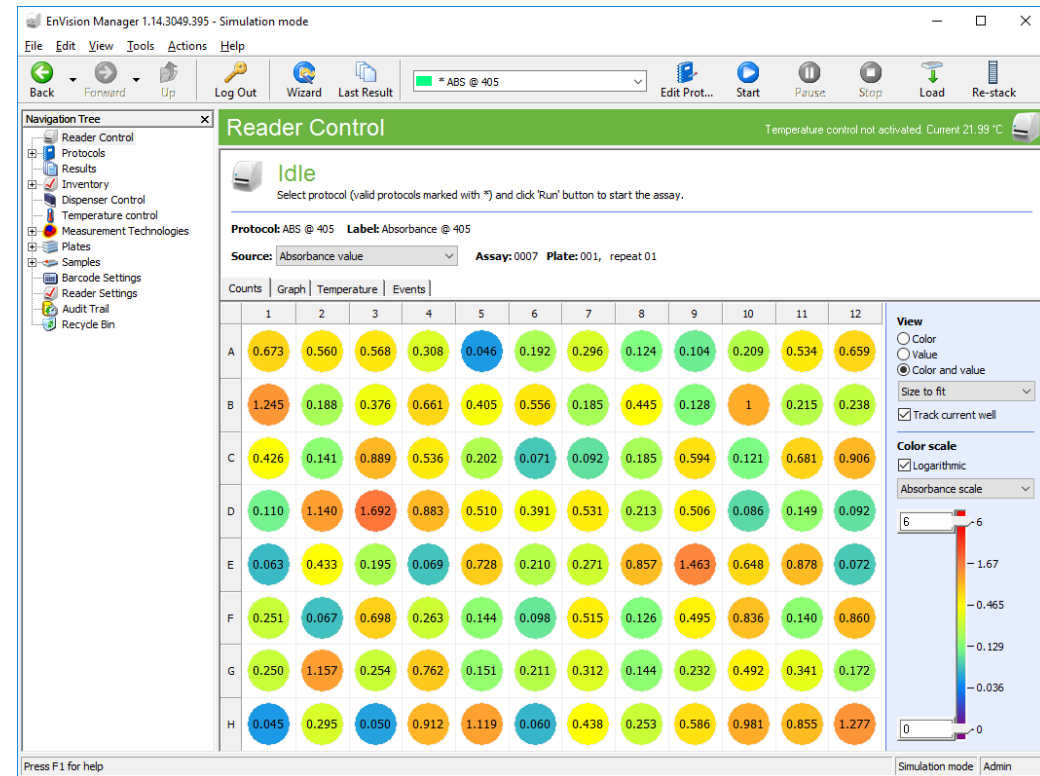 EnVision Manager 1.14.3049.395 - Simulation mode
File Edit View Tools Actions Help
Back Forward Up Log Out Wizard Last Result * ABS @ 405 Edit Prot... Start Pause Stop Load Re-stack
Navigation Tree
Reader Control
Protocols
Results
Inventory
Dispenser Control
Temperature control
Measurement Technologies
Plates
Samples
Barcode Settings
Reader Settings
Audit Trail
Recycle Bin
Reader Control Temperature control not activated. Current 21.99 °C
Idle
Select protocol (valid protocols marked with *) and click 'Run' button to start the assay.
Protocol: ABS @ 405 Label: Absorbance @ 405
Source: Absorbance value Assay: 0007 Plate: 001, repeat 01
Counts Graph Temperature Events
1 2 3 4 5 6 7 8 9 10 11 12
A 0.673 0.560 0.568 0.308 0.046 0.192 0.296 0.124 0.104 0.209 0.534 0.659
B 1.245 0.188 0.376 0.661 0.405 0.556 0.185 0.445 0.128 1 0.215 0.238
C 0.426 0.141 0.889 0.536 0.202 0.071 0.092 0.185 0.594 0.121 0.681 0.906
D 0.110 1.140 1.692 0.883 0.510 0.391 0.531 0.213 0.506 0.086 0.149 0.092
E 0.063 0.433 0.195 0.069 0.728 0.210 0.271 0.857 1.463 0.648 0.878 0.072
F 0.251 0.067 0.698 0.263 0.144 0.098 0.515 0.126 0.495 0.836 0.140 0.860
G 0.250 1.157 0.254 0.762 0.151 0.211 0.312 0.144 0.232 0.492 0.341 0.172
H 0.045 0.295 0.050 0.912 1.119 0.060 0.438 0.253 0.586 0.981 0.855 1.277
View
Color
Value
Color and value
Size to fit
Track current well
Color scale
Logarithmic
Absorbance scale
6 6
1.67
0.465
0.129
0.036
0 0
Press F1 for help Simulation mode Admin